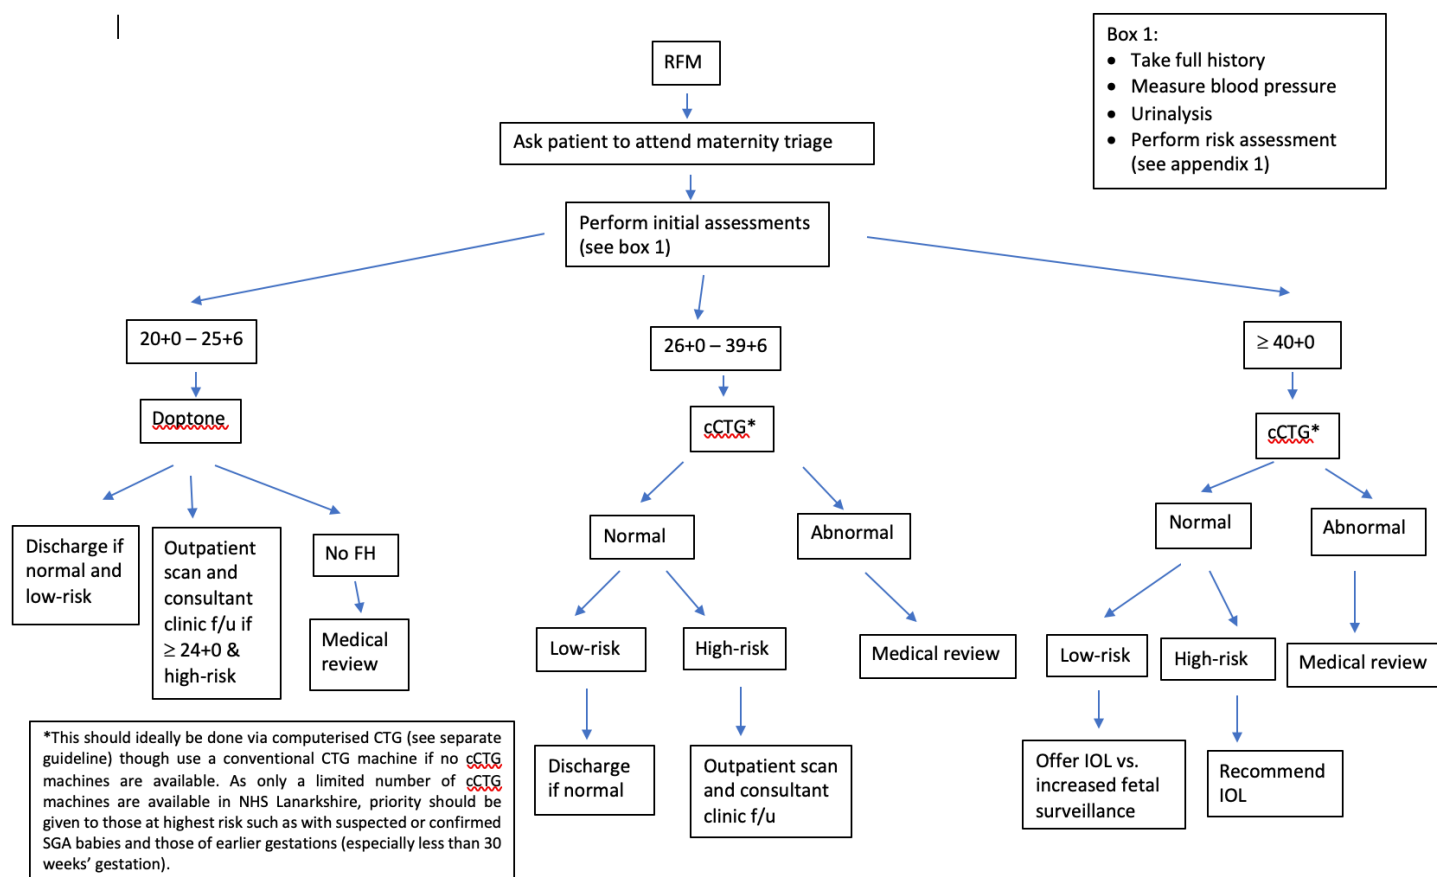 RFM
Box 1:
• Take full history
• Measure blood pressure
• Urinalysis
• Perform risk assessment
(see appendix 1)
Ask patient to attend maternity triage
Perform initial assessments
(see box 1)
20+0 – 25+6
26+0 – 39+6
≥ 40+0
Doptone
cCTG*
cCTG*
Discharge if
normal and
low-risk
Outpatient
scan and
consultant
clinic f/u if
≥ 24+0 &
high-risk
No FH
Medical
review
Normal
Abnormal
Low-risk
High-risk
Medical review
Discharge
if normal
Outpatient scan
and consultant
clinic f/u
Normal
Abnormal
Low-risk
High-risk
Medical review
Offer IOL vs.
increased fetal
surveillance
Recommend
IOL
*This should ideally be done via computerised CTG (see separate
guideline) though use a conventional CTG machine if no cCTG
machines are available. As only a limited number of cCTG
machines are available in NHS Lanarkshire, priority should be
given to those at highest risk such as with suspected or confirmed
SGA babies and those of earlier gestations (especially less than 30
weeks’ gestation).